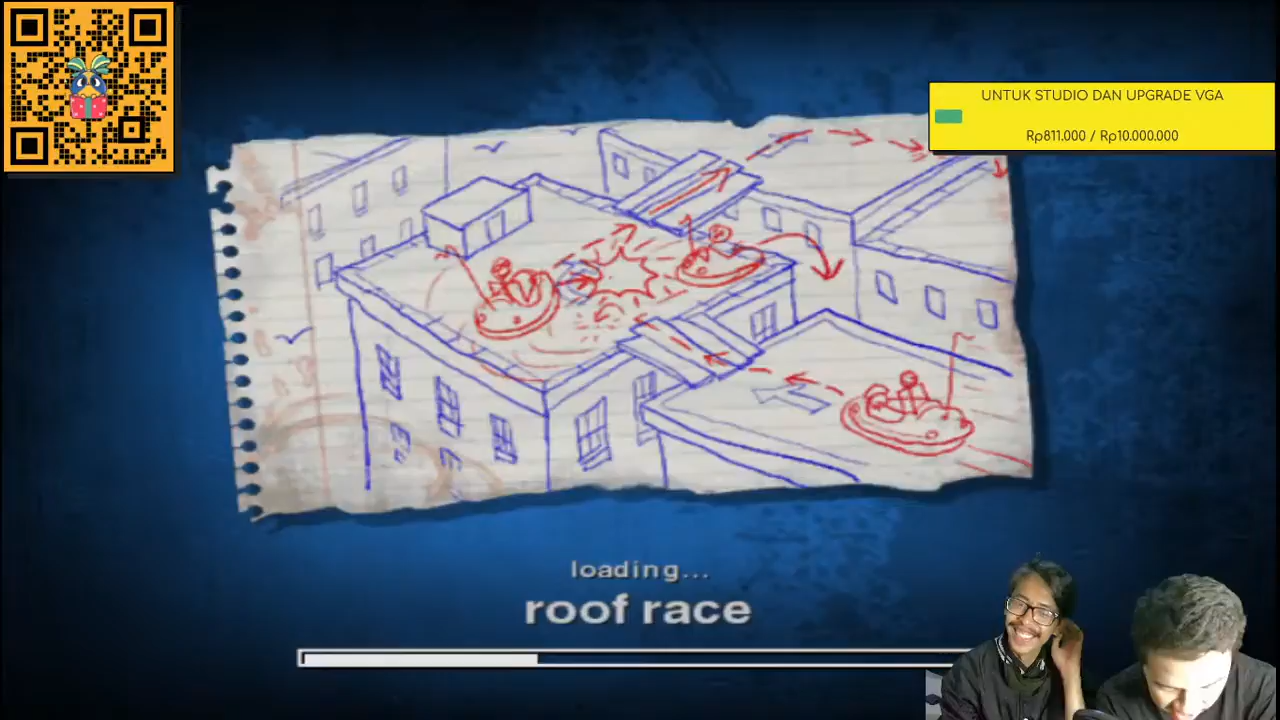 UNTUK STUDIO DAN UPGRADE VGA
Rp811.000 / Rp10.000.000
loading...
roof race